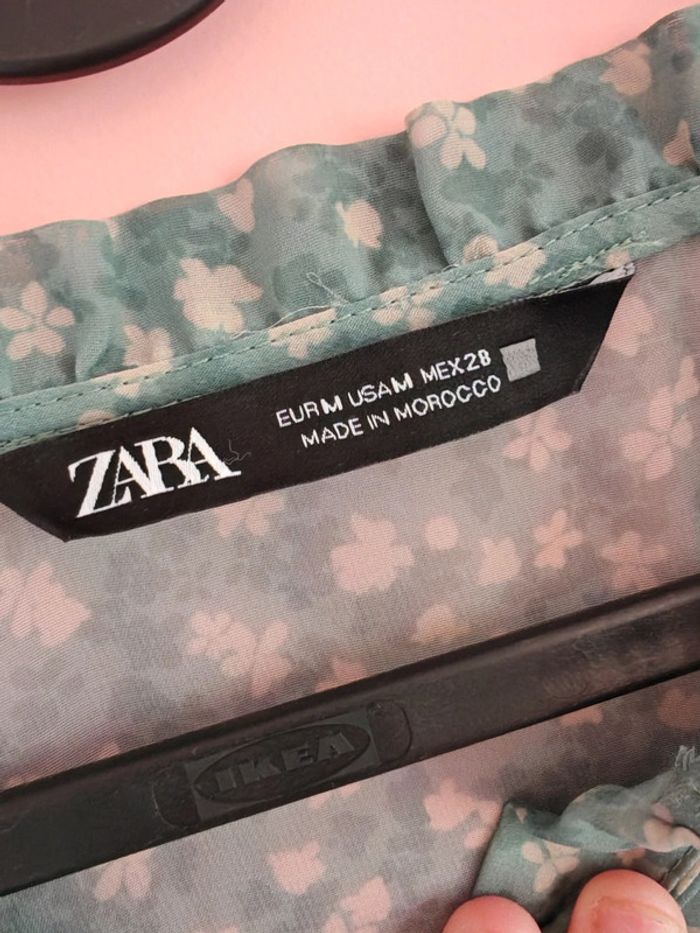 ZARA
EUR M USA M MEX 28
MADE IN MOROCCO
IKEA